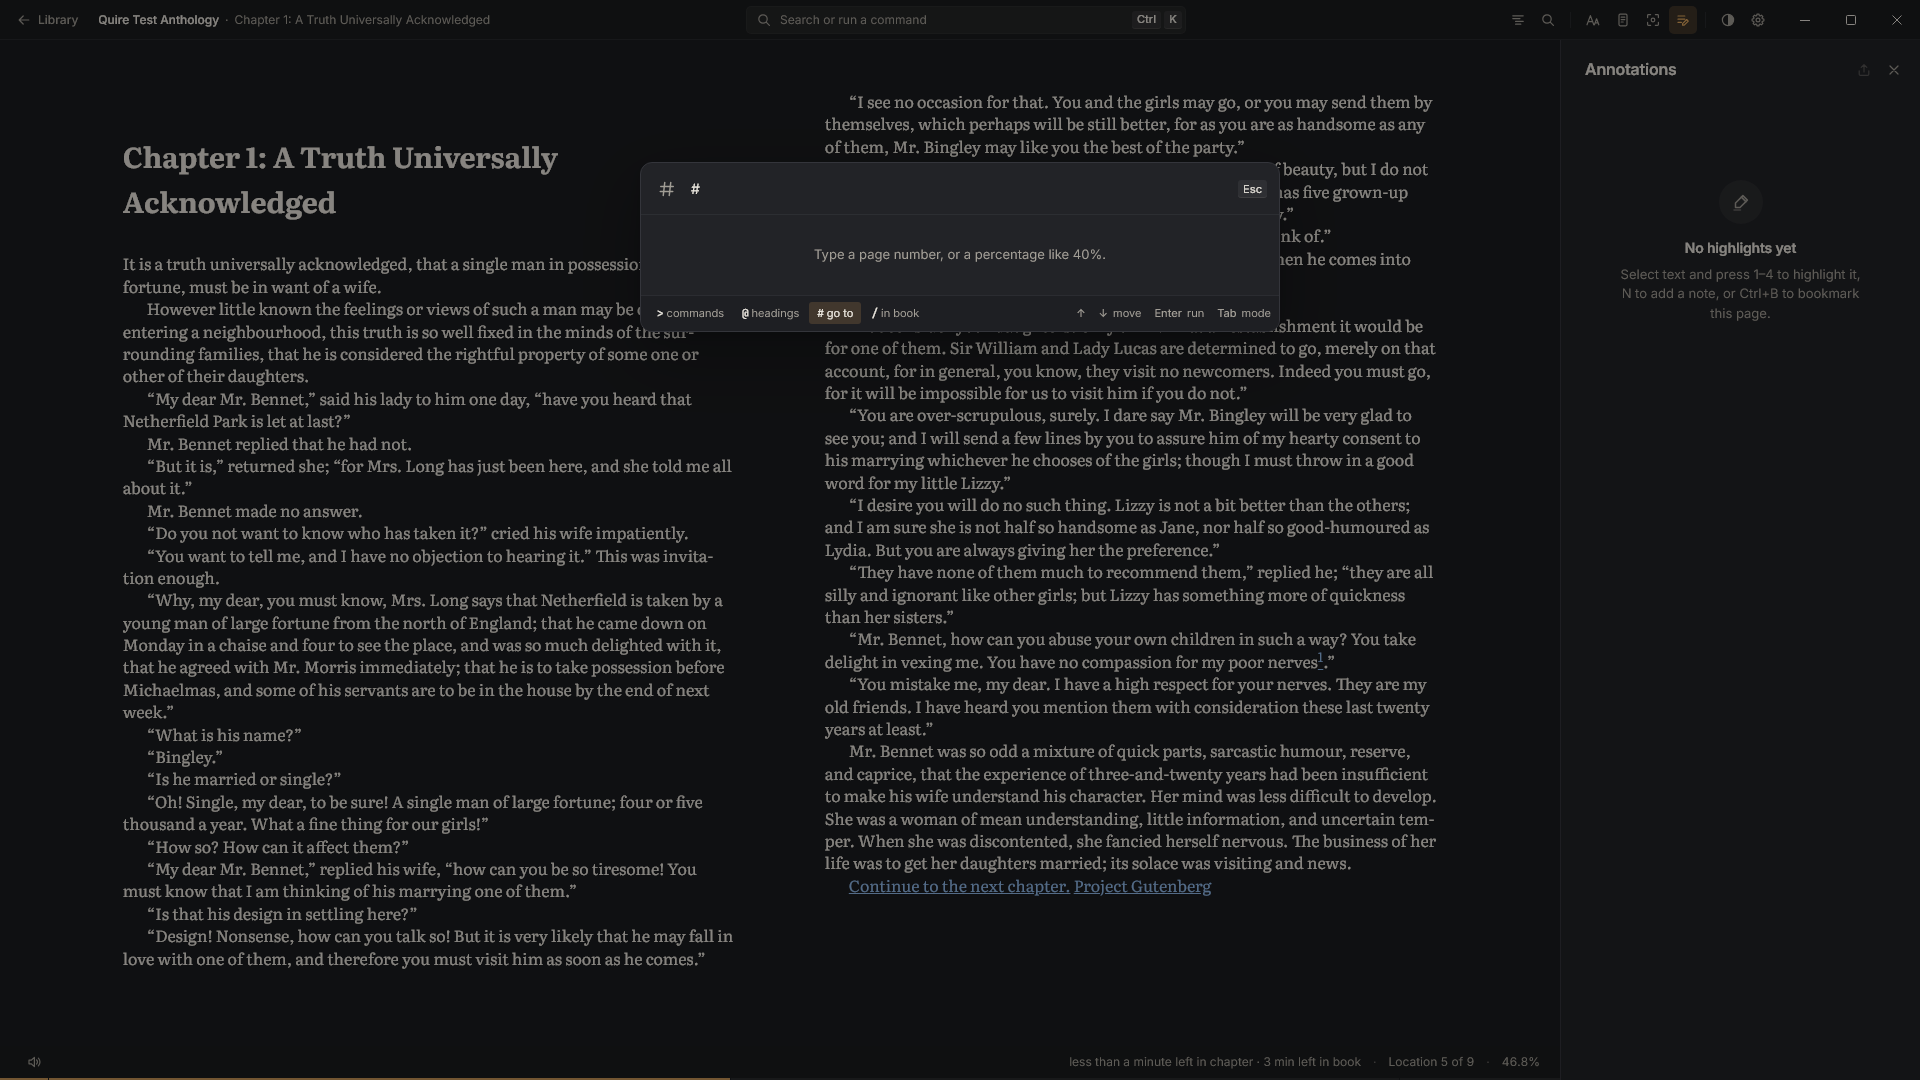 Library
Quire Test Anthology · Chapter 1: A Truth Universally Acknowledged
Search or run a command
Ctrl K
AA
Chapter 1: A Truth Universally
Acknowledged
It is a truth universally acknowledged, that a single man in possession
fortune, must be in want of a wife.
However little known the feelings or views of such a man may be
entering a neighbourhood, this truth is so well fixed in the minds of the sur-
rounding families, that he is considered the rightful property of some one or
other of their daughters.
“My dear Mr. Bennet,” said his lady to him one day, “have you heard that
Netherfield Park is let at last?”
Mr. Bennet replied that he had not.
“But it is,” returned she; “for Mrs. Long has just been here, and she told me all
about it.”
Mr. Bennet made no answer.
“Do you not want to know who has taken it?” cried his wife impatiently.
“You want to tell me, and I have no objection to hearing it.” This was invita-
tion enough.
“Why, my dear, you must know, Mrs. Long says that Netherfield is taken by a
young man of large fortune from the north of England; that he came down on
Monday in a chaise and four to see the place, and was so much delighted with it,
that he agreed with Mr. Morris immediately; that he is to take possession before
Michaelmas, and some of his servants are to be in the house by the end of next
week.”
“What is his name?”
“Bingley.”
“Is he married or single?”
“Oh! Single, my dear, to be sure! A single man of large fortune; four or five
thousand a year. What a fine thing for our girls!”
“How so? How can it affect them?”
“My dear Mr. Bennet,” replied his wife, “how can you be so tiresome! You
must know that I am thinking of his marrying one of them.”
“Is that his design in settling here?”
“Design! Nonsense, how can you talk so! But it is very likely that he may fall in
love with one of them, and therefore you must visit him as soon as he comes.”
“I see no occasion for that. You and the girls may go, or you may send them by
themselves, which perhaps will be still better, for as you are as handsome as any
of them, Mr. Bingley may like you the best of the party.”
beauty, but I do not
has five grown-up
.”
nk of.”
hen he comes into
shment it would be
for one of them. Sir William and Lady Lucas are determined to go, merely on that
account, for in general, you know, they visit no newcomers. Indeed you must go,
for it will be impossible for us to visit him if you do not.”
“You are over-scrupulous, surely. I dare say Mr. Bingley will be very glad to
see you; and I will send a few lines by you to assure him of my hearty consent to
his marrying whichever he chooses of the girls; though I must throw in a good
word for my little Lizzy.”
“I desire you will do no such thing. Lizzy is not a bit better than the others;
and I am sure she is not half so handsome as Jane, nor half so good-humoured as
Lydia. But you are always giving her the preference.”
“They have none of them much to recommend them,” replied he; “they are all
silly and ignorant like other girls; but Lizzy has something more of quickness
than her sisters.”
“Mr. Bennet, how can you abuse your own children in such a way? You take
delight in vexing me. You have no compassion for my poor nerves1.”
“You mistake me, my dear. I have a high respect for your nerves. They are my
old friends. I have heard you mention them with consideration these last twenty
years at least.”
Mr. Bennet was so odd a mixture of quick parts, sarcastic humour, reserve,
and caprice, that the experience of three-and-twenty years had been insufficient
to make his wife understand his character. Her mind was less difficult to develop.
She was a woman of mean understanding, little information, and uncertain tem-
per. When she was discontented, she fancied herself nervous. The business of her
life was to get her daughters married; its solace was visiting and news.
Continue to the next chapter. Project Gutenberg
# #
Esc
Type a page number, or a percentage like 40%.
> commands @ headings # go to / in book ↑ ↓ move Enter run Tab mode
Annotations
No highlights yet
Select text and press 1–4 to highlight it,
N to add a note, or Ctrl+B to bookmark
this page.
less than a minute left in chapter · 3 min left in book · Location 5 of 9 · 46.8%